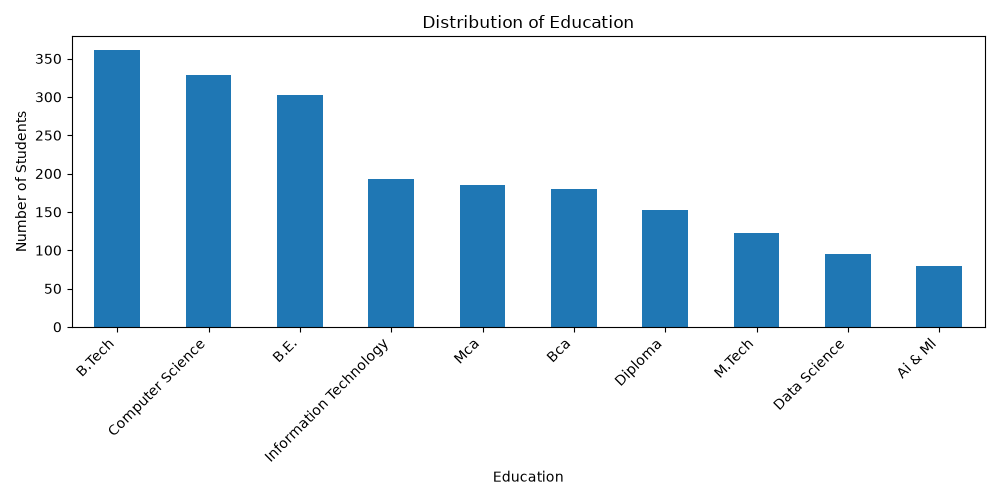 Distribution of Education
Number of Students
350
300
250
200
150
100
50
0
B.Tech
Computer Science
B.E.
Information Technology
Mca
Bca
Diploma
M.Tech
Data Science
Ai & Ml
Education